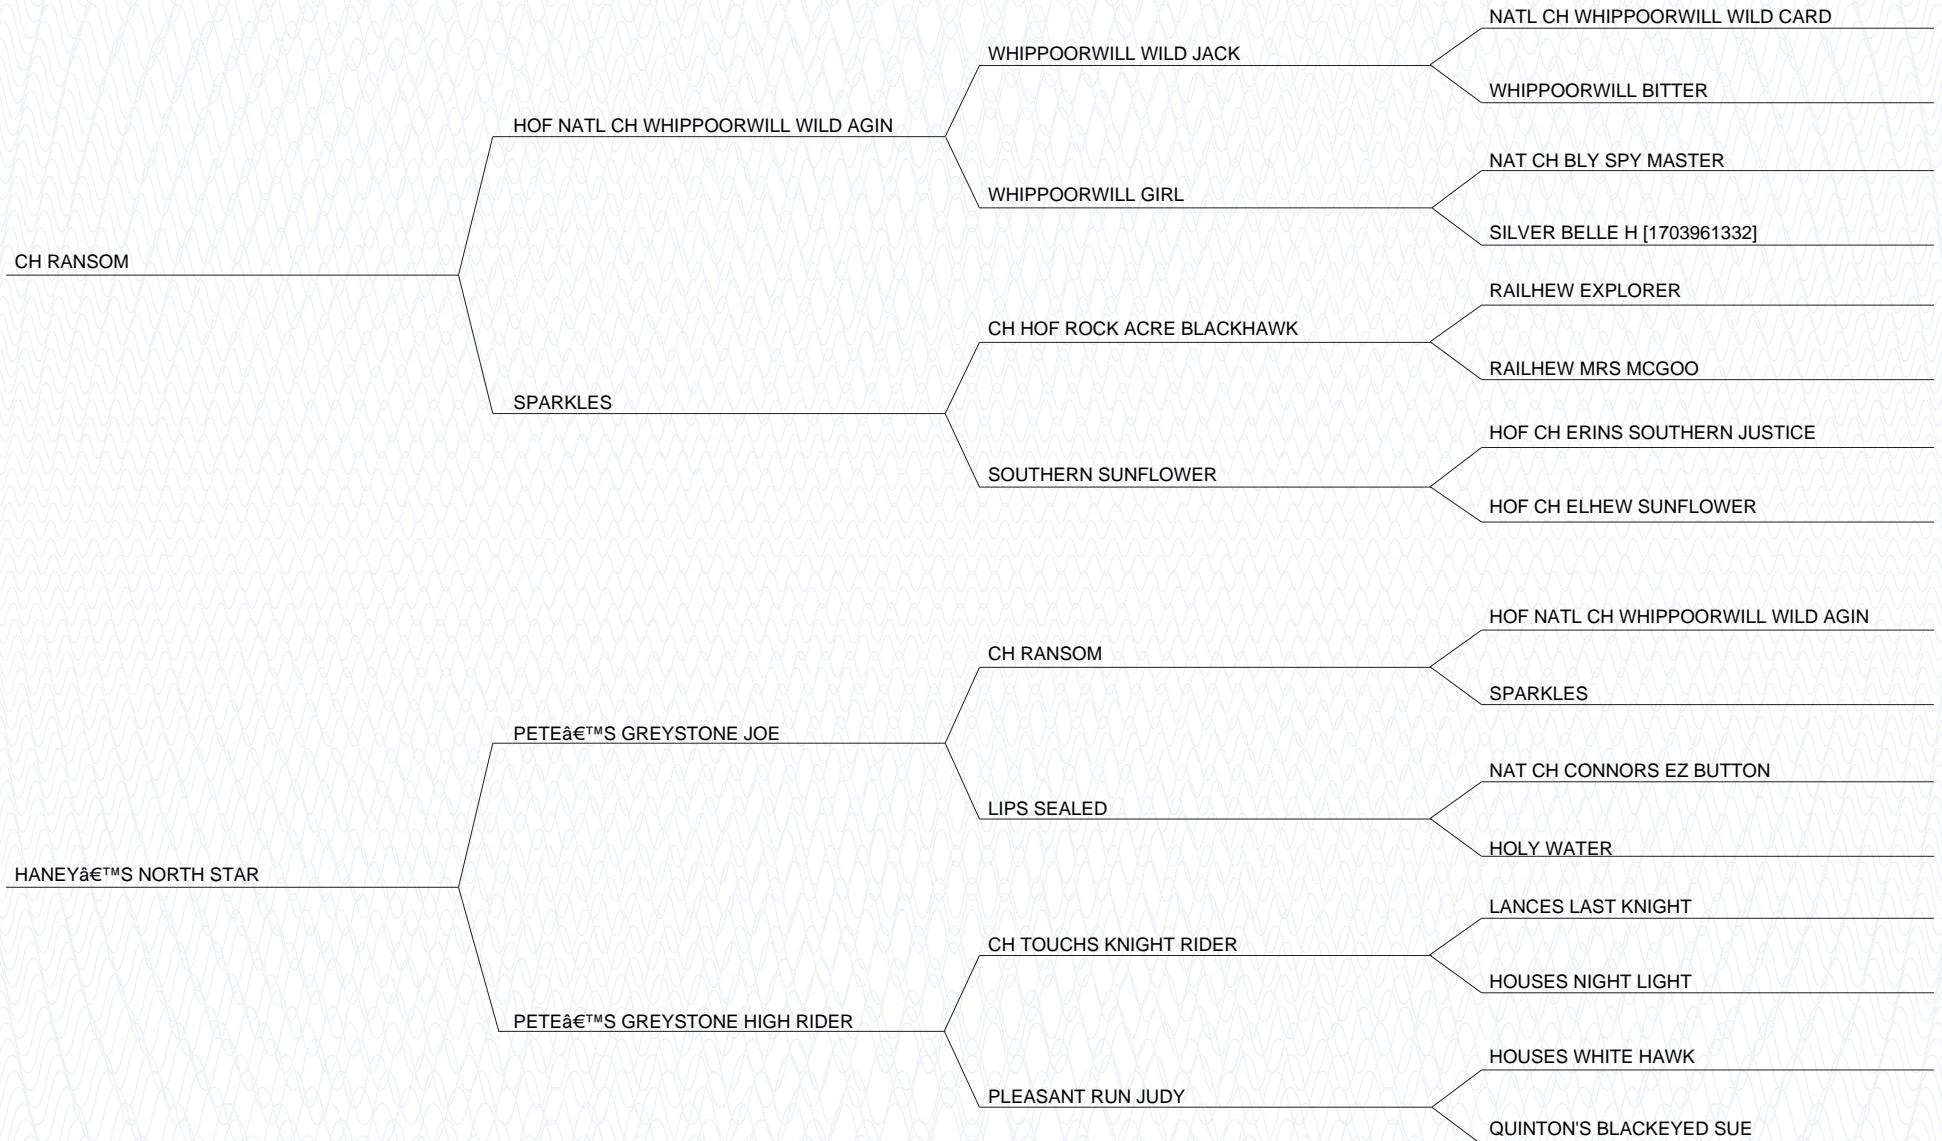 NATL CH WHIPPOORWILL WILD CARD
WHIPPOORWILL WILD JACK
WHIPPOORWILL BITTER
HOF NATL CH WHIPPOORWILL WILD AGIN
NAT CH BLY SPY MASTER
WHIPPOORWILL GIRL
SILVER BELLE H [1703961332]
CH RANSOM
RAILHEW EXPLORER
CH HOF ROCK ACRE BLACKHAWK
RAILHEW MRS MCGOO
SPARKLES
HOF CH ERINS SOUTHERN JUSTICE
SOUTHERN SUNFLOWER
HOF CH ELHEW SUNFLOWER
HOF NATL CH WHIPPOORWILL WILD AGIN
CH RANSOM
SPARKLES
PETEâ€™S GREYSTONE JOE
NAT CH CONNORS EZ BUTTON
LIPS SEALED
HOLY WATER
HANEYâ€™S NORTH STAR
LANCES LAST KNIGHT
CH TOUCHS KNIGHT RIDER
HOUSES NIGHT LIGHT
PETEâ€™S GREYSTONE HIGH RIDER
HOUSES WHITE HAWK
PLEASANT RUN JUDY
QUINTON'S BLACKEYED SUE